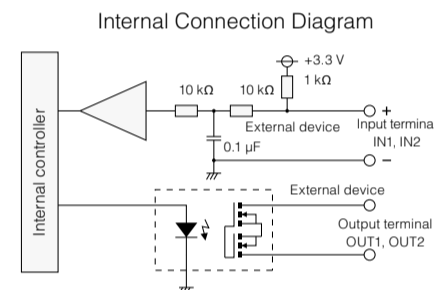 Internal Connection Diagram
+3.3 V
10 kΩ 10 kΩ 1 kΩ
+
External device Input termina
IN1, IN2
0.1 µF
−
Internal controller
External device
Output terminal
OUT1, OUT2